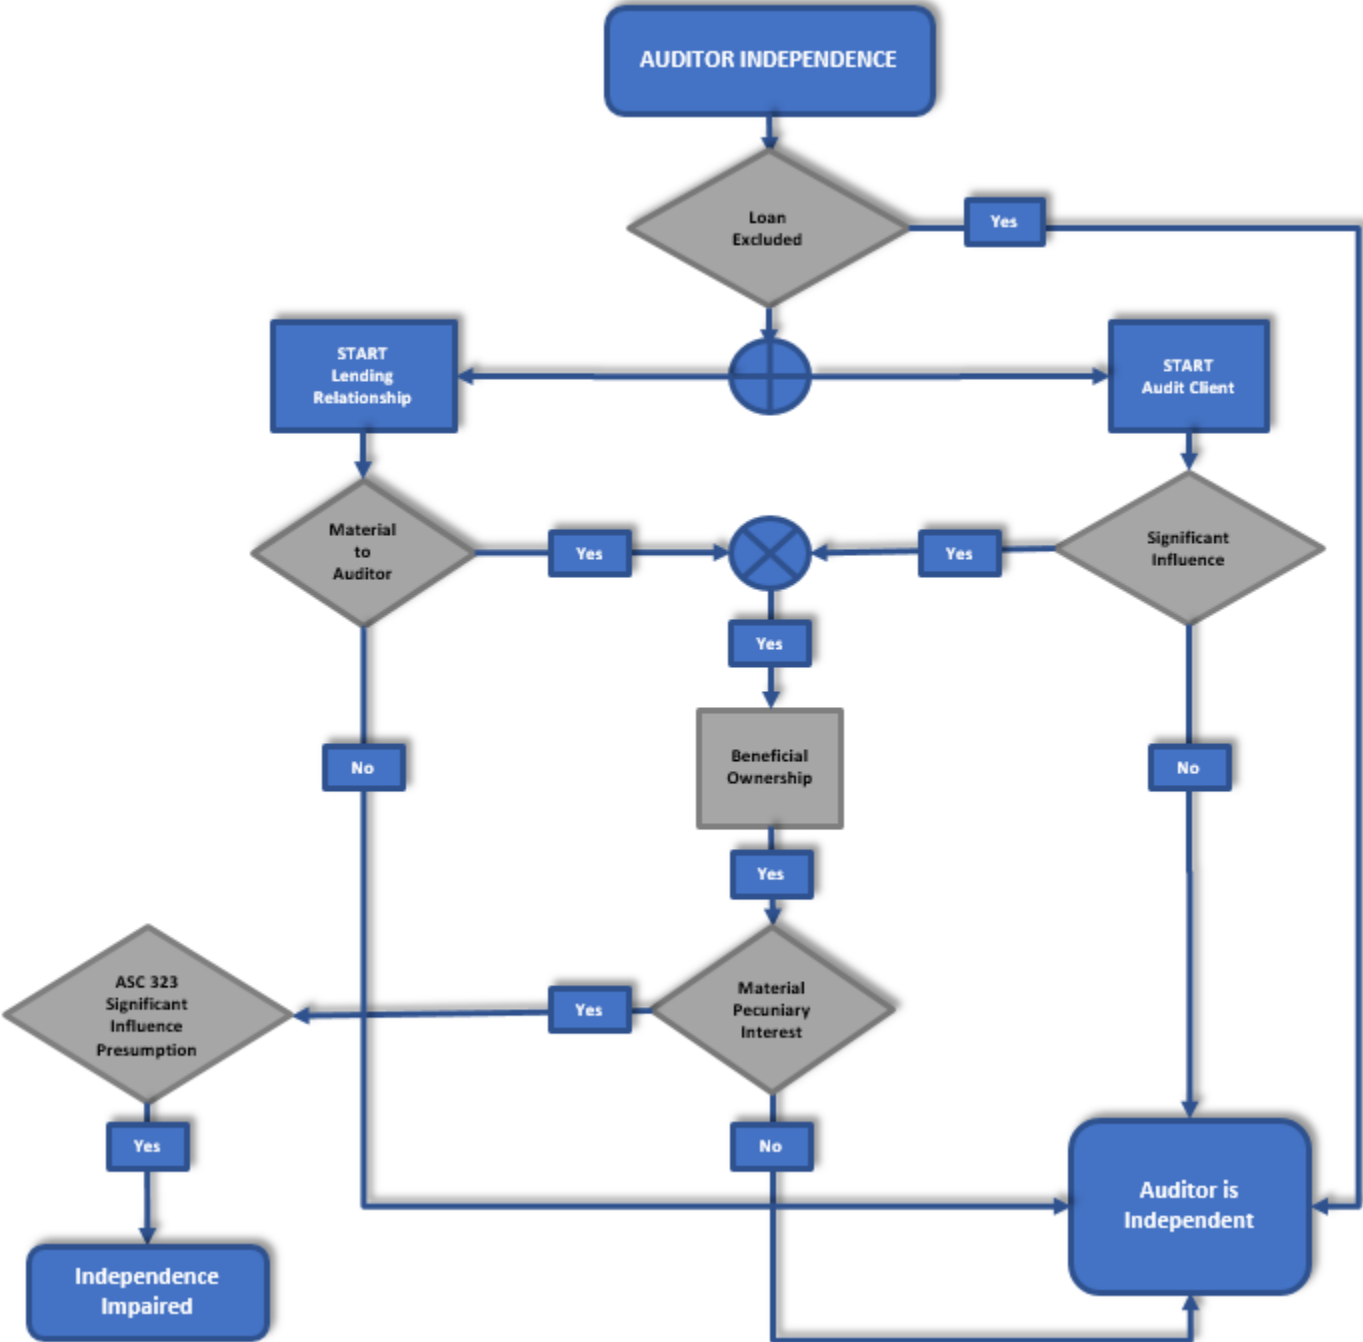 AUDITOR INDEPENDENCE
Loan
Excluded
Yes
START
Lending
Relationship
START
Audit Client
Material
to
Auditor
Yes
Yes
Significant
Influence
Yes
No
Beneficial
Ownership
No
Yes
ASC 323
Significant
Influence
Presumption
Yes
Material
Pecuniary
Interest
Yes
No
Auditor is
Independent
Independence
Impaired